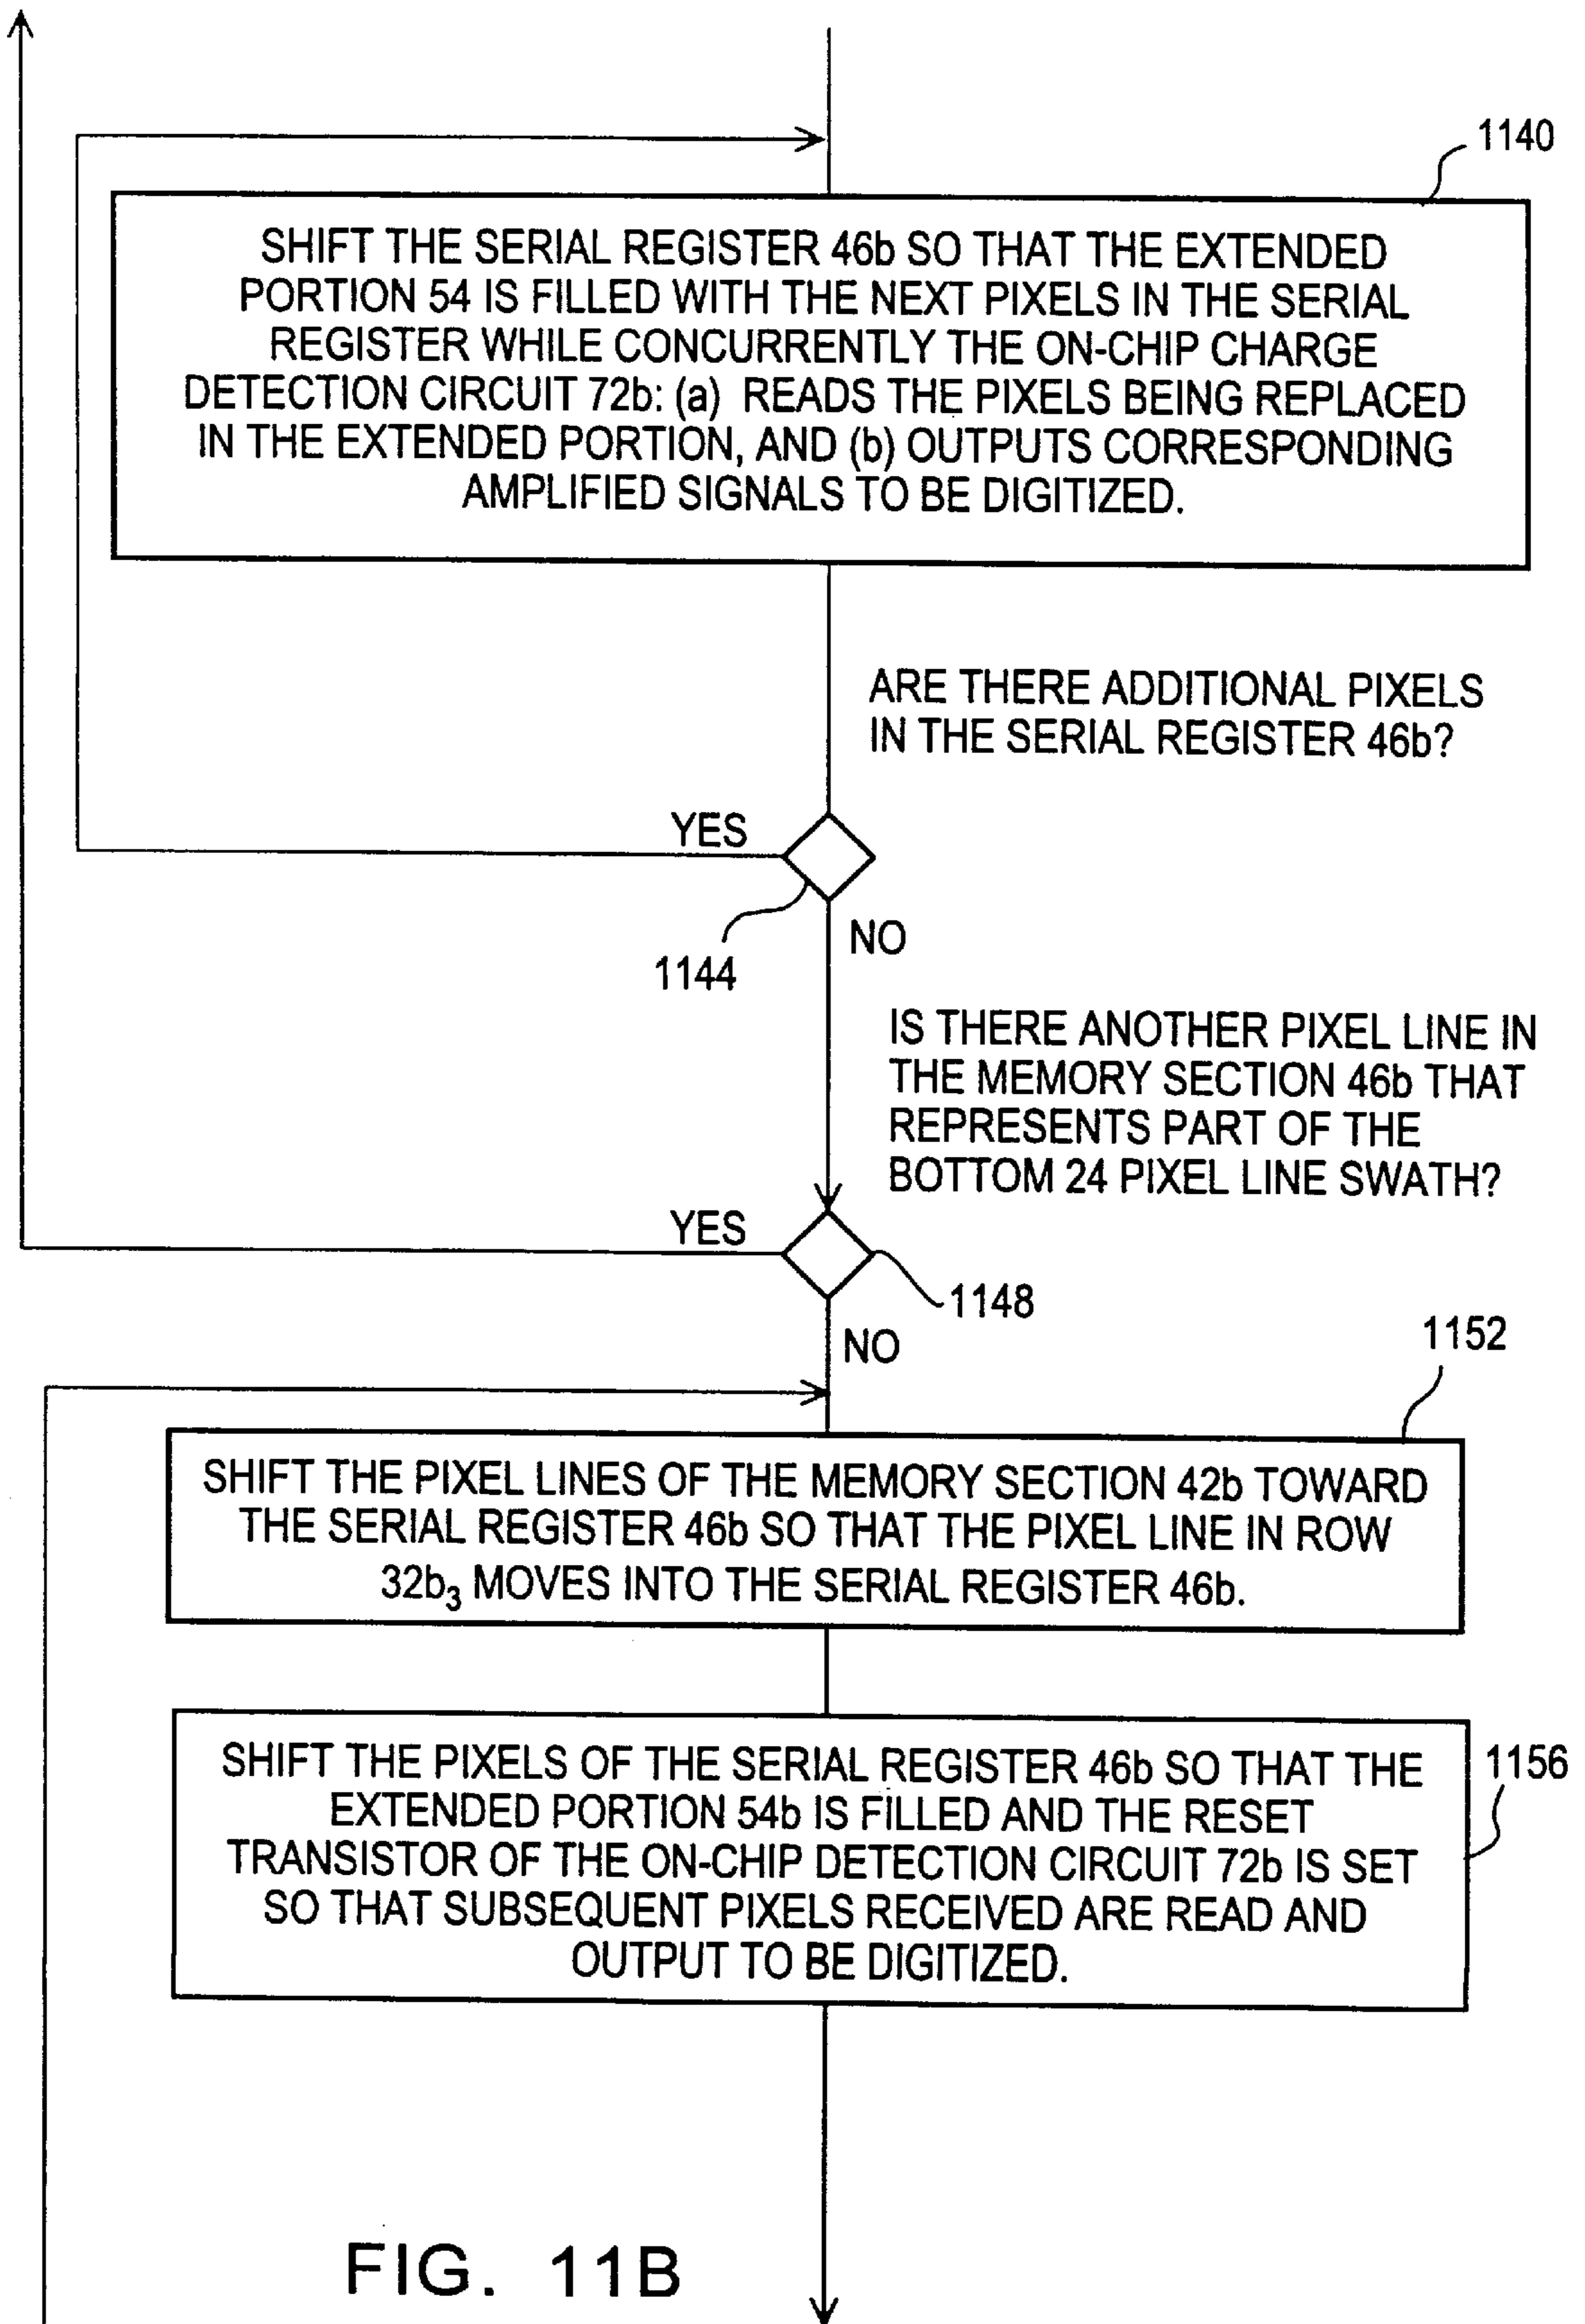 1140
SHIFT THE SERIAL REGISTER 46b SO THAT THE EXTENDED
PORTION 54 IS FILLED WITH THE NEXT PIXELS IN THE SERIAL
REGISTER WHILE CONCURRENTLY THE ON-CHIP CHARGE
DETECTION CIRCUIT 72b: (a) READS THE PIXELS BEING REPLACED
IN THE EXTENDED PORTION, AND (b) OUTPUTS CORRESPONDING
AMPLIFIED SIGNALS TO BE DIGITIZED.
ARE THERE ADDITIONAL PIXELS
IN THE SERIAL REGISTER 46b?
YES
NO
1144
IS THERE ANOTHER PIXEL LINE IN
THE MEMORY SECTION 46b THAT
REPRESENTS PART OF THE
BOTTOM 24 PIXEL LINE SWATH?
YES
1148
NO
1152
SHIFT THE PIXEL LINES OF THE MEMORY SECTION 42b TOWARD
THE SERIAL REGISTER 46b SO THAT THE PIXEL LINE IN ROW
32b₃ MOVES INTO THE SERIAL REGISTER 46b.
1156
SHIFT THE PIXELS OF THE SERIAL REGISTER 46b SO THAT THE
EXTENDED PORTION 54b IS FILLED AND THE RESET
TRANSISTOR OF THE ON-CHIP DETECTION CIRCUIT 72b IS SET
SO THAT SUBSEQUENT PIXELS RECEIVED ARE READ AND
OUTPUT TO BE DIGITIZED.
FIG. 11B